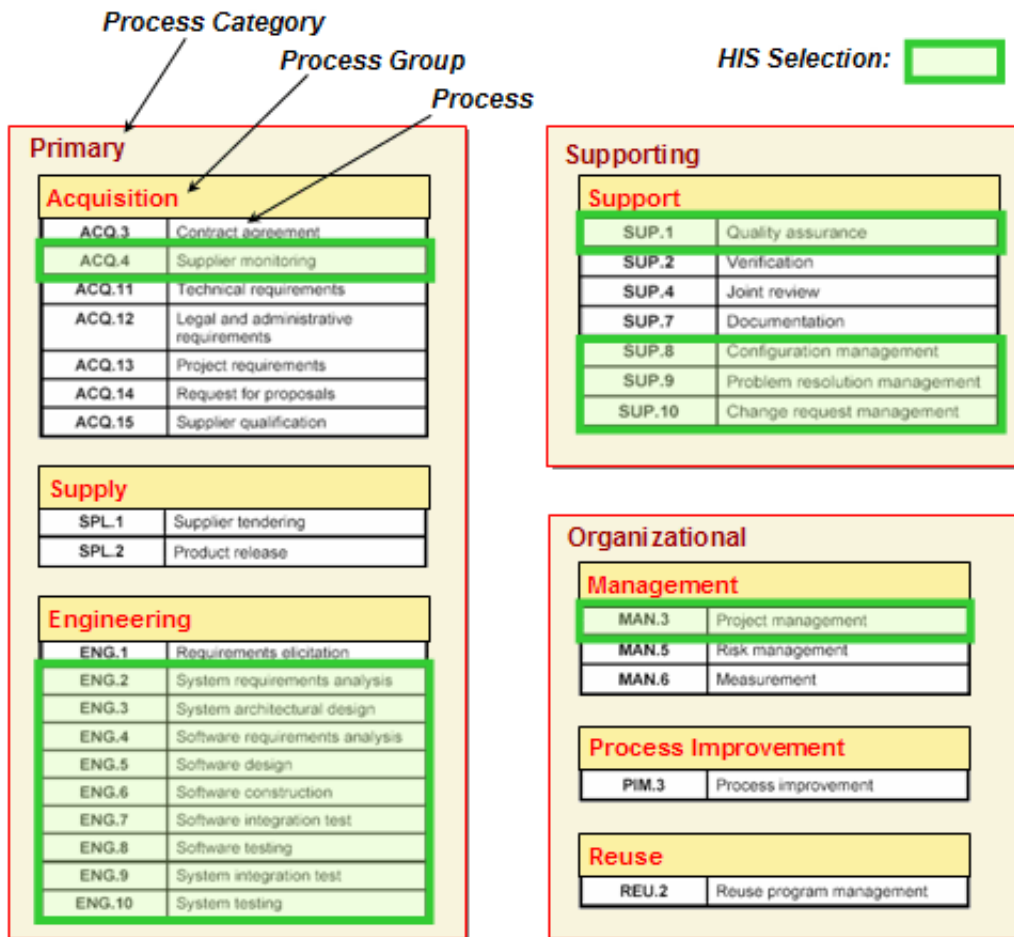 Process Category
Process Group
Process
HIS Selection:
Primary
Acquisition
ACQ.3 Contract agreement
ACQ.4 Supplier monitoring
ACQ.11 Technical requirements
ACQ.12 Legal and administrative
requirements
ACQ.13 Project requirements
ACQ.14 Request for proposals
ACQ.15 Supplier qualification
Supply
SPL.1 Supplier tendering
SPL.2 Product release
Engineering
ENG.1 Requirements elicitation
ENG.2 System requirements analysis
ENG.3 System architectural design
ENG.4 Software requirements analysis
ENG.5 Software design
ENG.6 Software construction
ENG.7 Software integration test
ENG.8 Software testing
ENG.9 System integration test
ENG.10 System testing
Supporting
Support
SUP.1 Quality assurance
SUP.2 Verification
SUP.4 Joint review
SUP.7 Documentation
SUP.8 Configuration management
SUP.9 Problem resolution management
SUP.10 Change request management
Organizational
Management
MAN.3 Project management
MAN.5 Risk management
MAN.6 Measurement
Process Improvement
PIM.3 Process improvement
Reuse
REU.2 Reuse program management